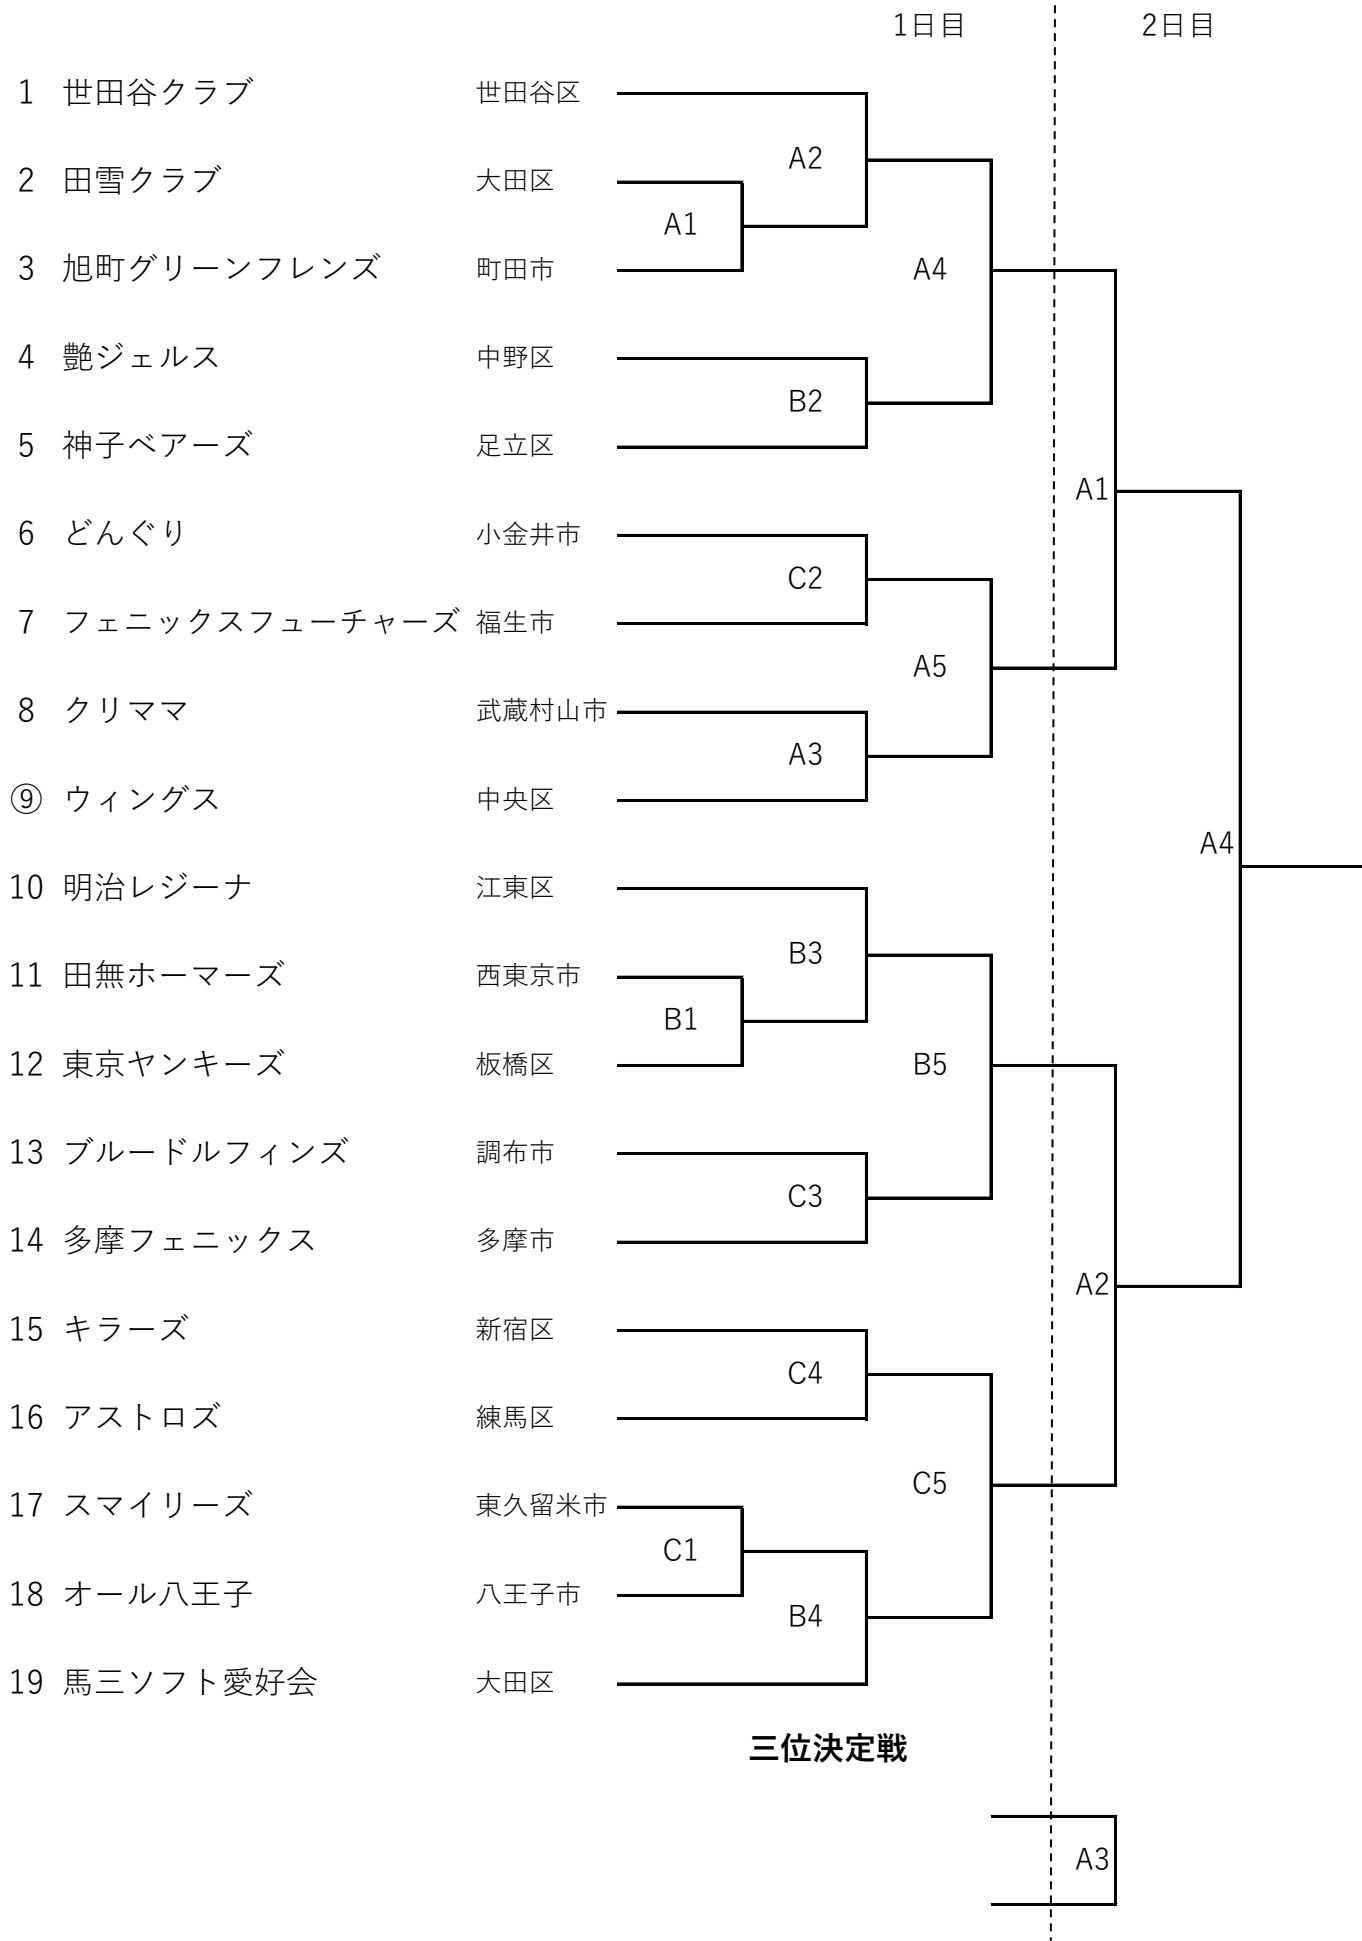 1日目 2日目
1 世田谷クラブ 世田谷区
A2
2 田雪クラブ 大田区
A1
3 旭町グリーンフレンズ 町田市 A4
4 艶ジェルス 中野区
B2
5 神子ベアーズ 足立区
A1
6 どんぐり 小金井市
C2
7 フェニックスフューチャーズ 福生市
A5
8 クリママ 武蔵村山市
A3
⑨ ウィングス 中央区
A4
10 明治レジーナ 江東区
B3
11 田無ホーマーズ 西東京市
B1
12 東京ヤンキーズ 板橋区 B5
13 ブルードルフィンズ 調布市
C3
14 多摩フェニックス 多摩市
A2
15 キラーズ 新宿区
C4
16 アストロズ 練馬区
C5
17 スマイリーズ 東久留米市
C1
18 オール八王子 八王子市
B4
19 馬三ソフト愛好会 大田区
三位決定戦
A3